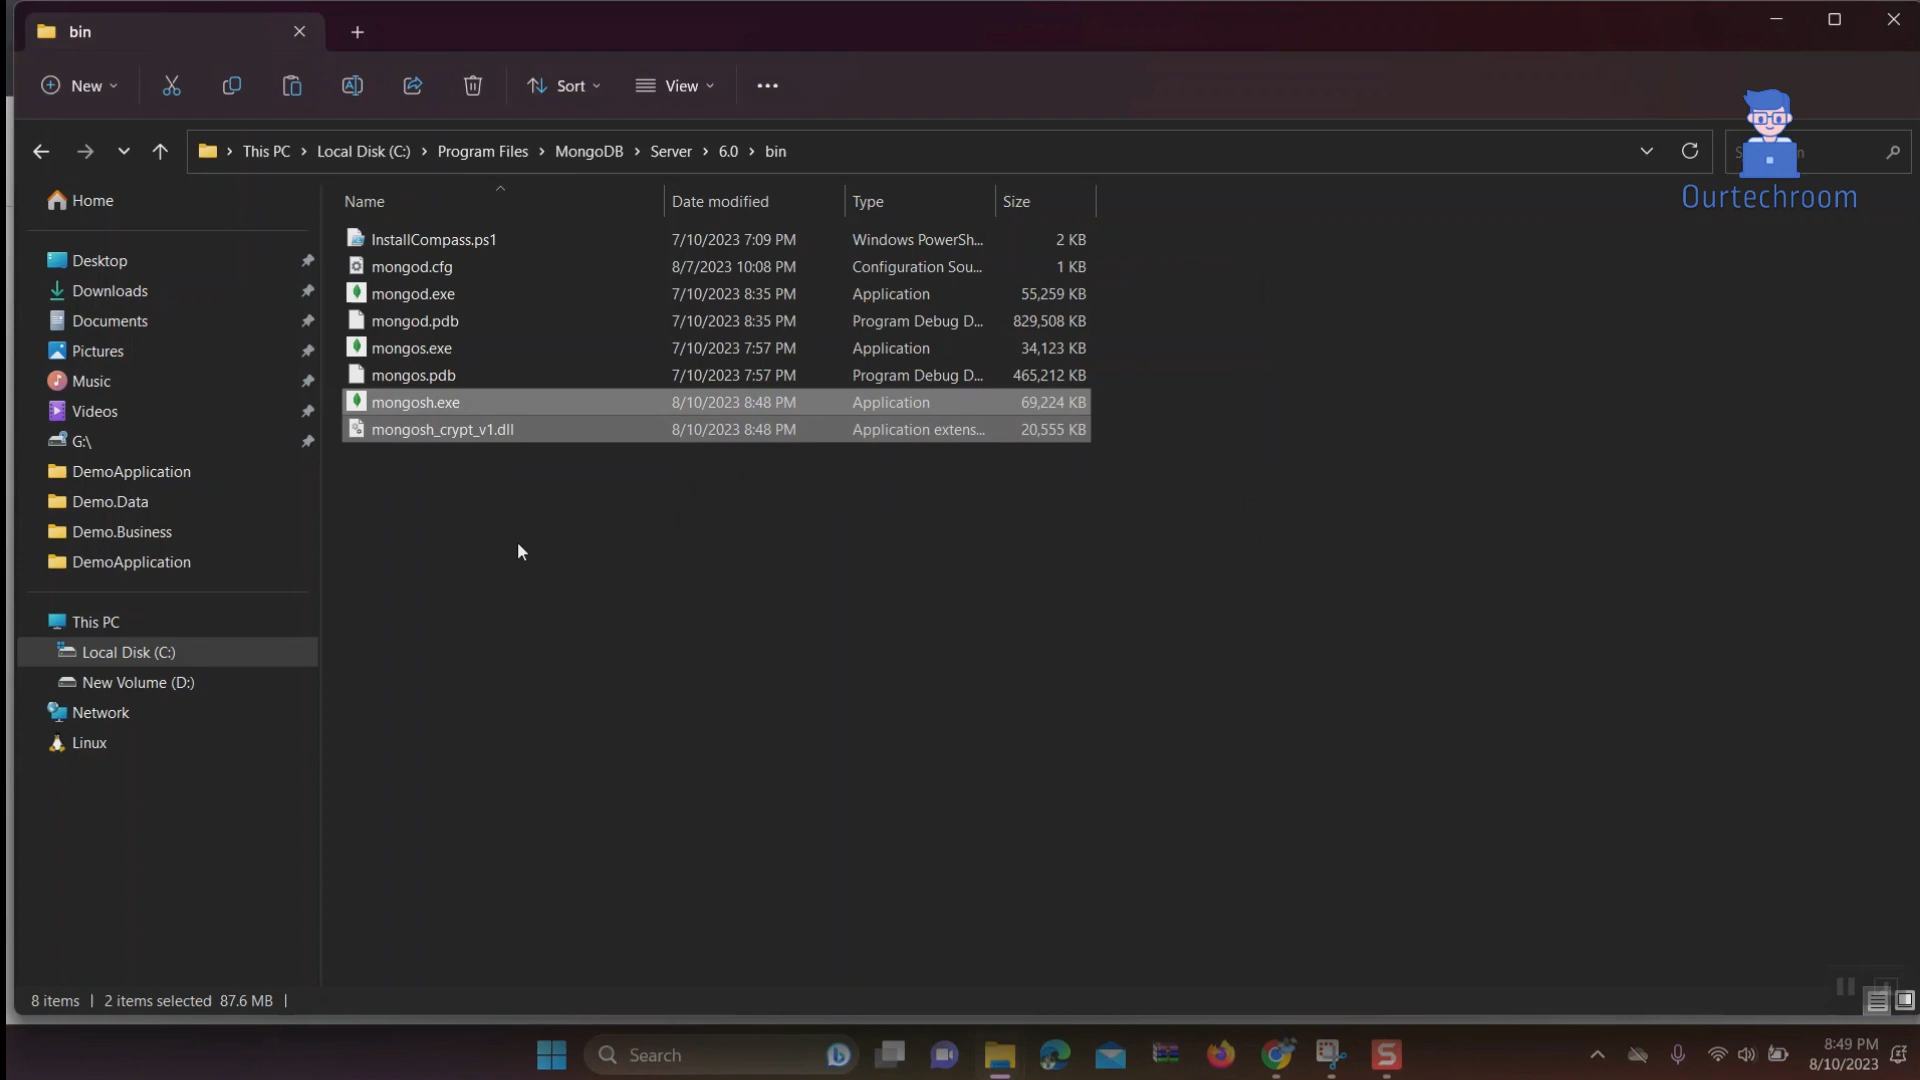 bin
New
Sort
View
This PC > Local Disk (C:) > Program Files > MongoDB > Server > 6.0 > bin
Ourtechroom
Home
Desktop
Downloads
Documents
Pictures
Music
Videos
G:\
DemoApplication
Demo.Data
Demo.Business
DemoApplication
This PC
Local Disk (C:)
New Volume (D:)
Network
Linux
Name Date modified Type Size
InstallCompass.ps1 7/10/2023 7:09 PM Windows PowerSh... 2 KB
mongod.cfg 8/7/2023 10:08 PM Configuration Sou... 1 KB
mongod.exe 7/10/2023 8:35 PM Application 55,259 KB
mongod.pdb 7/10/2023 8:35 PM Program Debug D... 829,508 KB
mongos.exe 7/10/2023 7:57 PM Application 34,123 KB
mongos.pdb 7/10/2023 7:57 PM Program Debug D... 465,212 KB
mongosh.exe 8/10/2023 8:48 PM Application 69,224 KB
mongosh_crypt_v1.dll 8/10/2023 8:48 PM Application extens... 20,555 KB
8 items | 2 items selected 87.6 MB |
Search
8:49 PM
8/10/2023